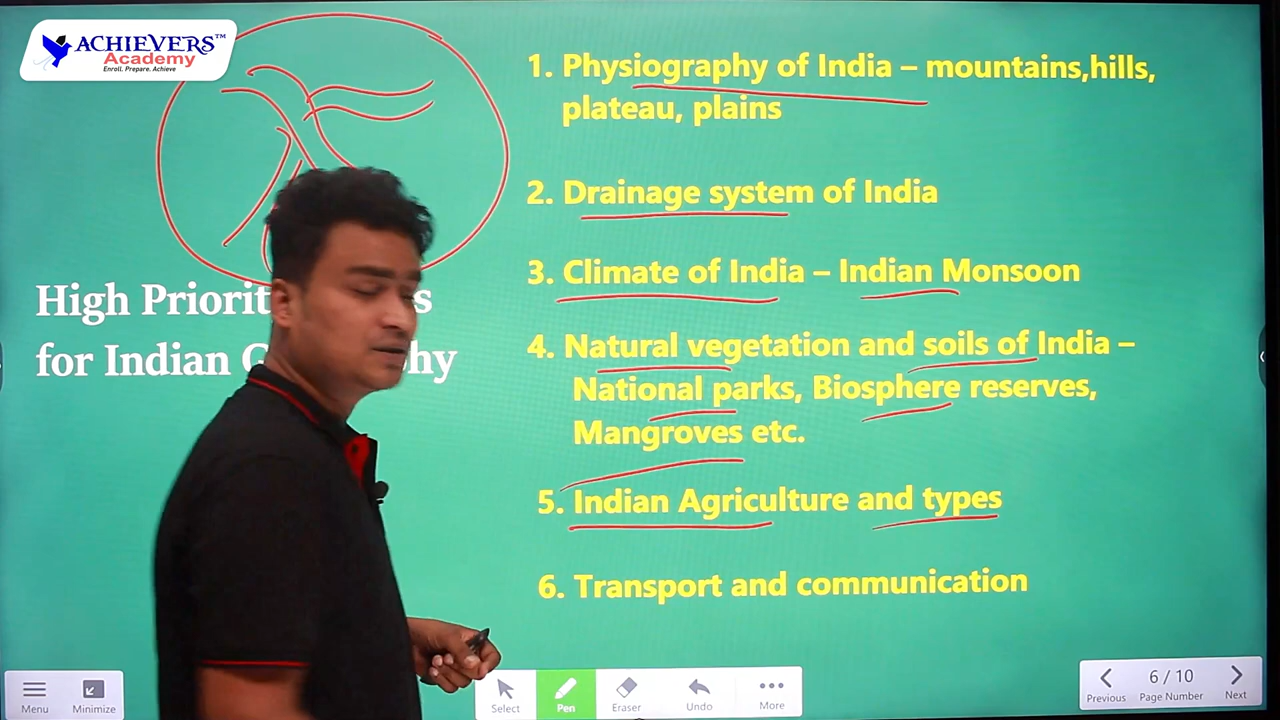 ACHIEVERS™
Academy
Enroll. Prepare. Achieve
High
for Indian
1. Physiography of India – mountains,hills,
plateau, plains
2. Drainage system of India
3. Climate of India – Indian Monsoon
4. Natural vegetation and soils of India –
National parks, Biosphere reserves,
Mangroves etc.
5. Indian Agriculture and types
6. Transport and communication
Menu
Minimize
Select
Pen
Eraser
Undo
More
Previous
6 / 10
Page Number
Next